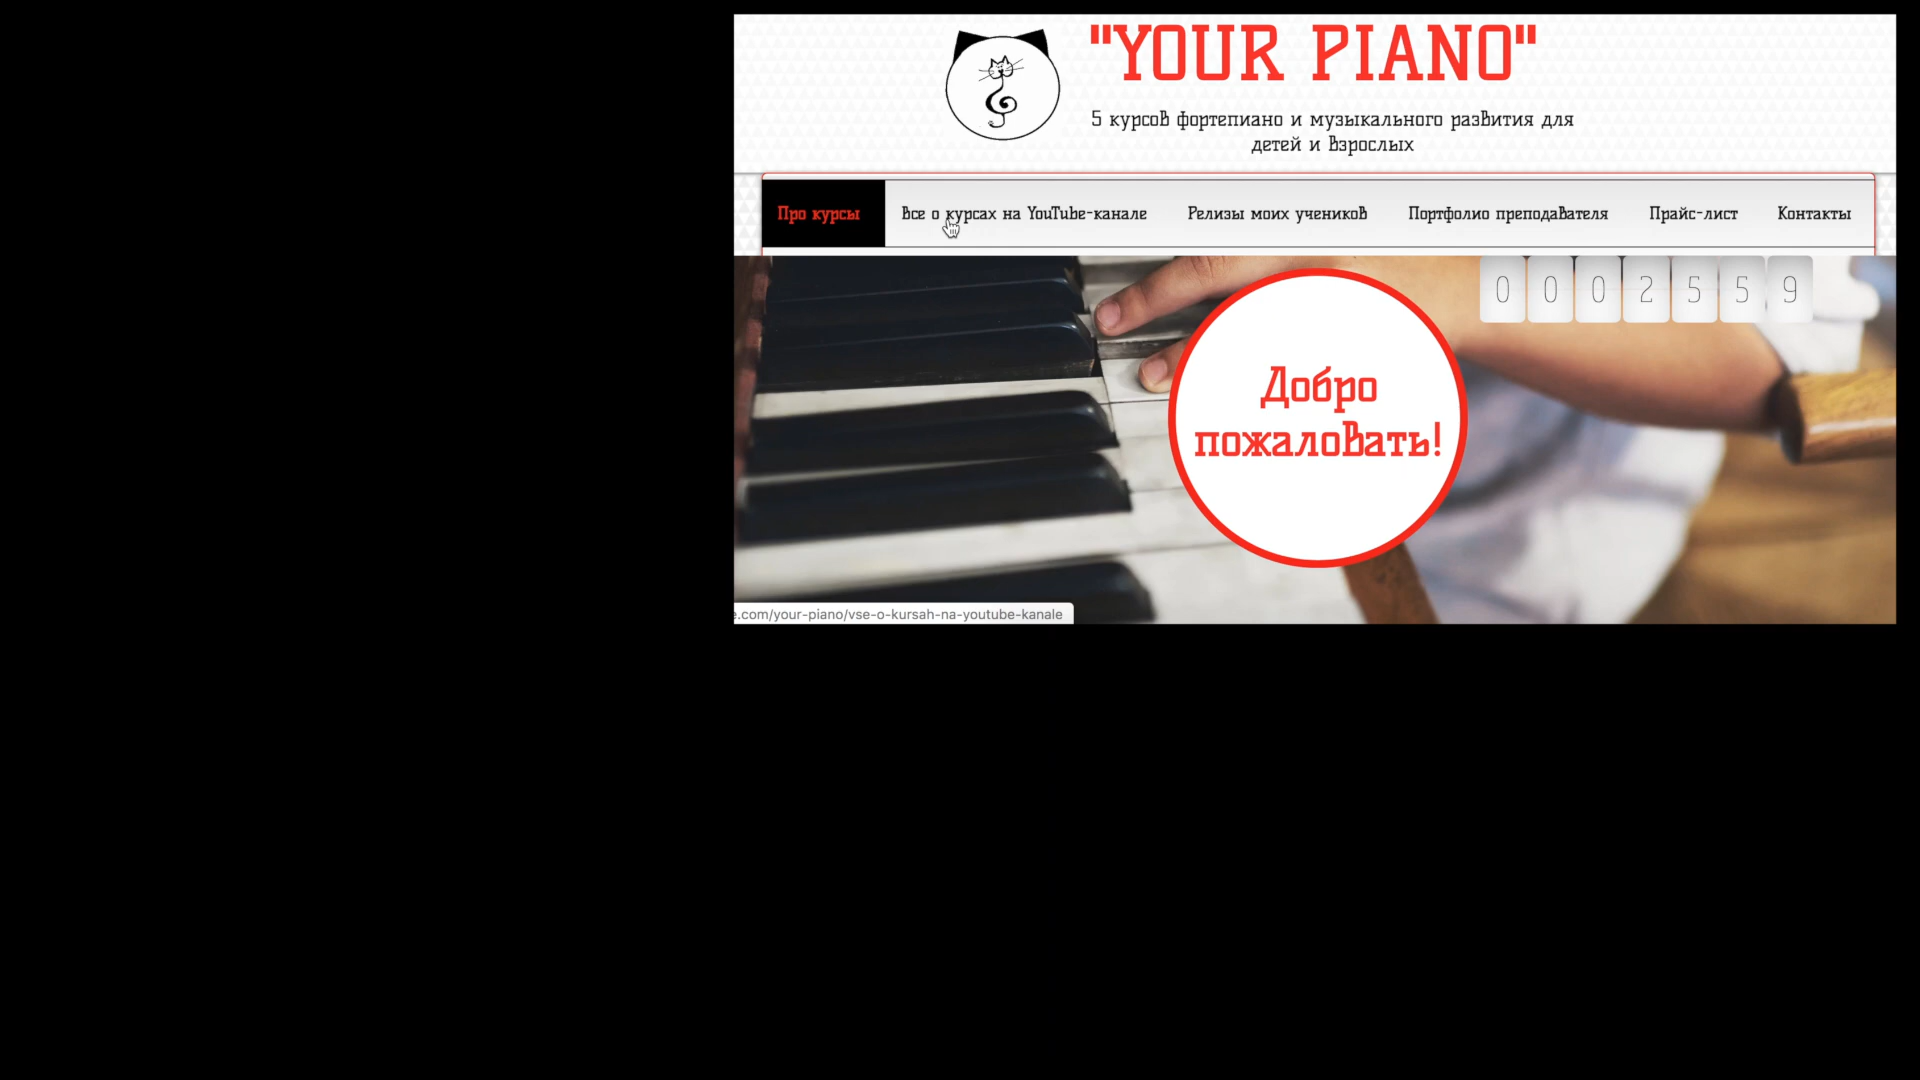 "YOUR PIANO"
5 курсов фортепиано и музыкального развития для
детей и взрослых
Про курсы
Все о курсах на YouTube-канале
Релизы моих учеников
Портфолио преподавателя
Прайс-лист
Контакты
0 0 0 2 5 5 9
Добро
пожаловать!
.com/your-piano/vse-o-kursah-na-youtube-kanale